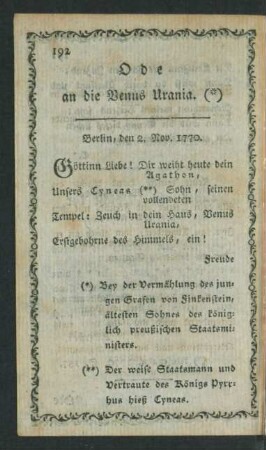 192
Ode
an die Venus Urania. (*)
Berlin, den 2. Nov. 1770.
Göttinn Liebe! Dir weiht heute dein
Agathon,
Unsers Cyneas (**) Sohn, seinen
vollendeten
Tempel: Zeuch in dein Haus, Venus
Urania,
Erstgebohrne des Himmels, ein!
Freude
(*) Bey der Vermählung des jun-
gen Grafen von Finkenstein,
ältesten Sohnes des könig-
lich preußischen Staatsmi-
nisters.
(**) Der weise Staatsmann und
Vertraute des Königs Pyrr-
hus hieß Cyneas.